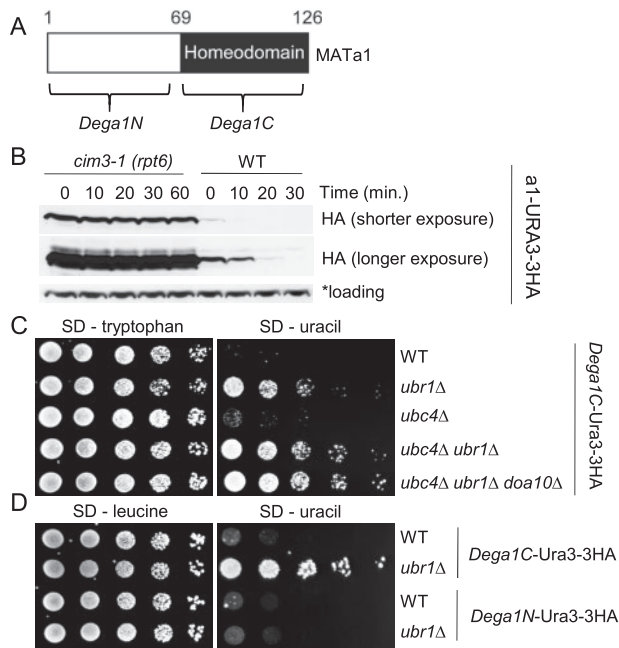 A
1 69 126
Homeodomain MATa1
Dega1N Dega1C
B
cim3-1 (rpt6) WT
0 10 20 30 60 0 10 20 30 Time (min.)
HA (shorter exposure)
HA (longer exposure)
*loading
a1-URA3-3HA
C
SD - tryptophan SD - uracil
WT
ubr1Δ
ubc4Δ
ubc4Δ ubr1Δ
ubc4Δ ubr1Δ doa10Δ
Dega1C-Ura3-3HA
D
SD - leucine SD - uracil
WT
ubr1Δ
Dega1C-Ura3-3HA
WT
ubr1Δ
Dega1N-Ura3-3HA